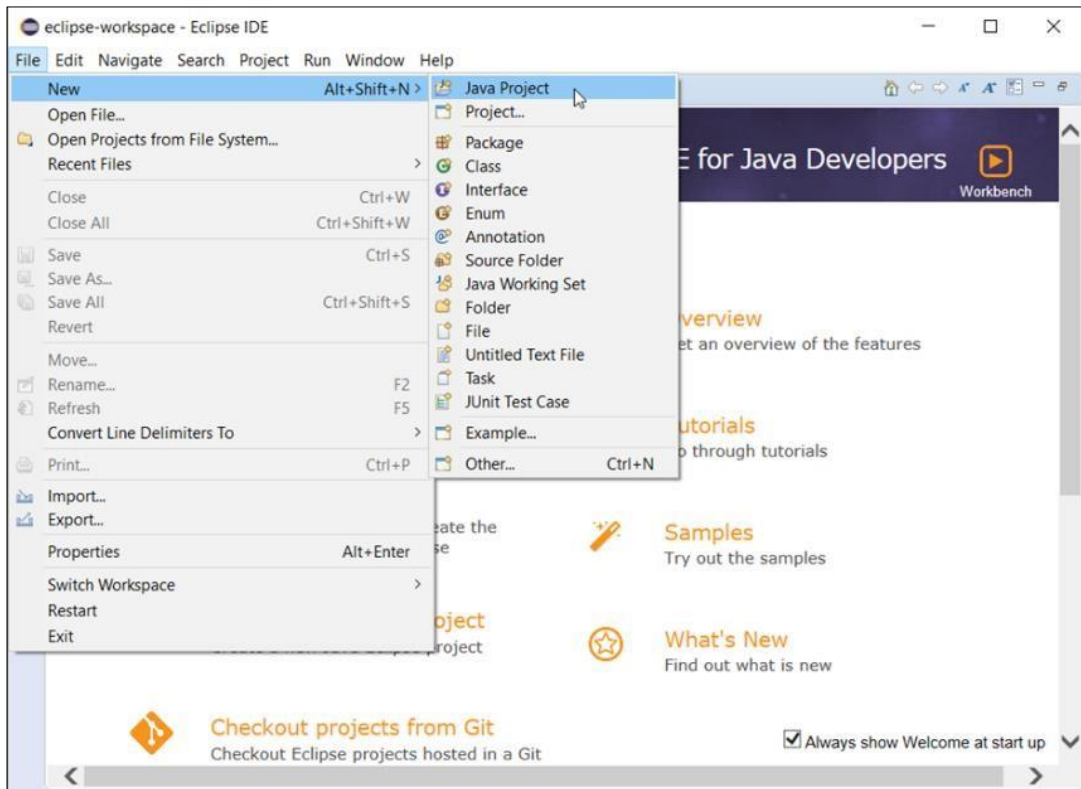 eclipse-workspace - Eclipse IDE
File Edit Navigate Search Project Run Window Help
New Alt+Shift+N >
Open File...
Open Projects from File System...
Recent Files >
Close Ctrl+W
Close All Ctrl+Shift+W
Save Ctrl+S
Save As...
Save All Ctrl+Shift+S
Revert
Move...
Rename... F2
Refresh F5
Convert Line Delimiters To >
Print... Ctrl+P
Import...
Export...
Properties Alt+Enter
Switch Workspace >
Restart
Exit
Java Project
Project...
Package
Class
Interface
Enum
Annotation
Source Folder
Java Working Set
Folder
File
Untitled Text File
Task
JUnit Test Case
Example...
Other... Ctrl+N
E for Java Developers
Workbench
verview
et an overview of the features
utorials
o through tutorials
eate the
se
Samples
Try out the samples
oject
project
What's New
Find out what is new
Checkout projects from Git
Checkout Eclipse projects hosted in a Git
Always show Welcome at start up